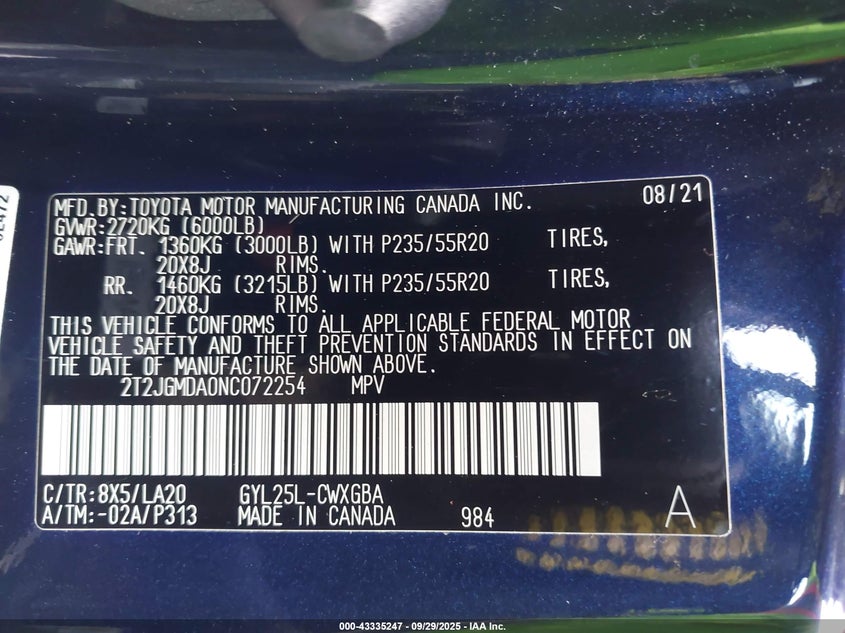 MFD.BY:TOYOTA MOTOR MANUFACTURING CANADA INC. 08/21
GVWR:2720KG (6000LB)
GAWR:FRT. 1360KG (3000LB) WITH P235/55R20 TIRES,
20X8J RIMS.
RR. 1460KG (3215LB) WITH P235/55R20 TIRES,
20X8J RIMS.
THIS VEHICLE CONFORMS TO ALL APPLICABLE FEDERAL MOTOR
VEHICLE SAFETY AND THEFT PREVENTION STANDARDS IN EFFECT ON
THE DATE OF MANUFACTURE SHOWN ABOVE.
2T2JGMDA0NC072254 MPV
C/TR:8X5/LA20 GYL25L-CWXGBA
A/TM:-02A/P313 MADE IN CANADA 984 A
000-43335247 - 09/29/2025 - IAA Inc.